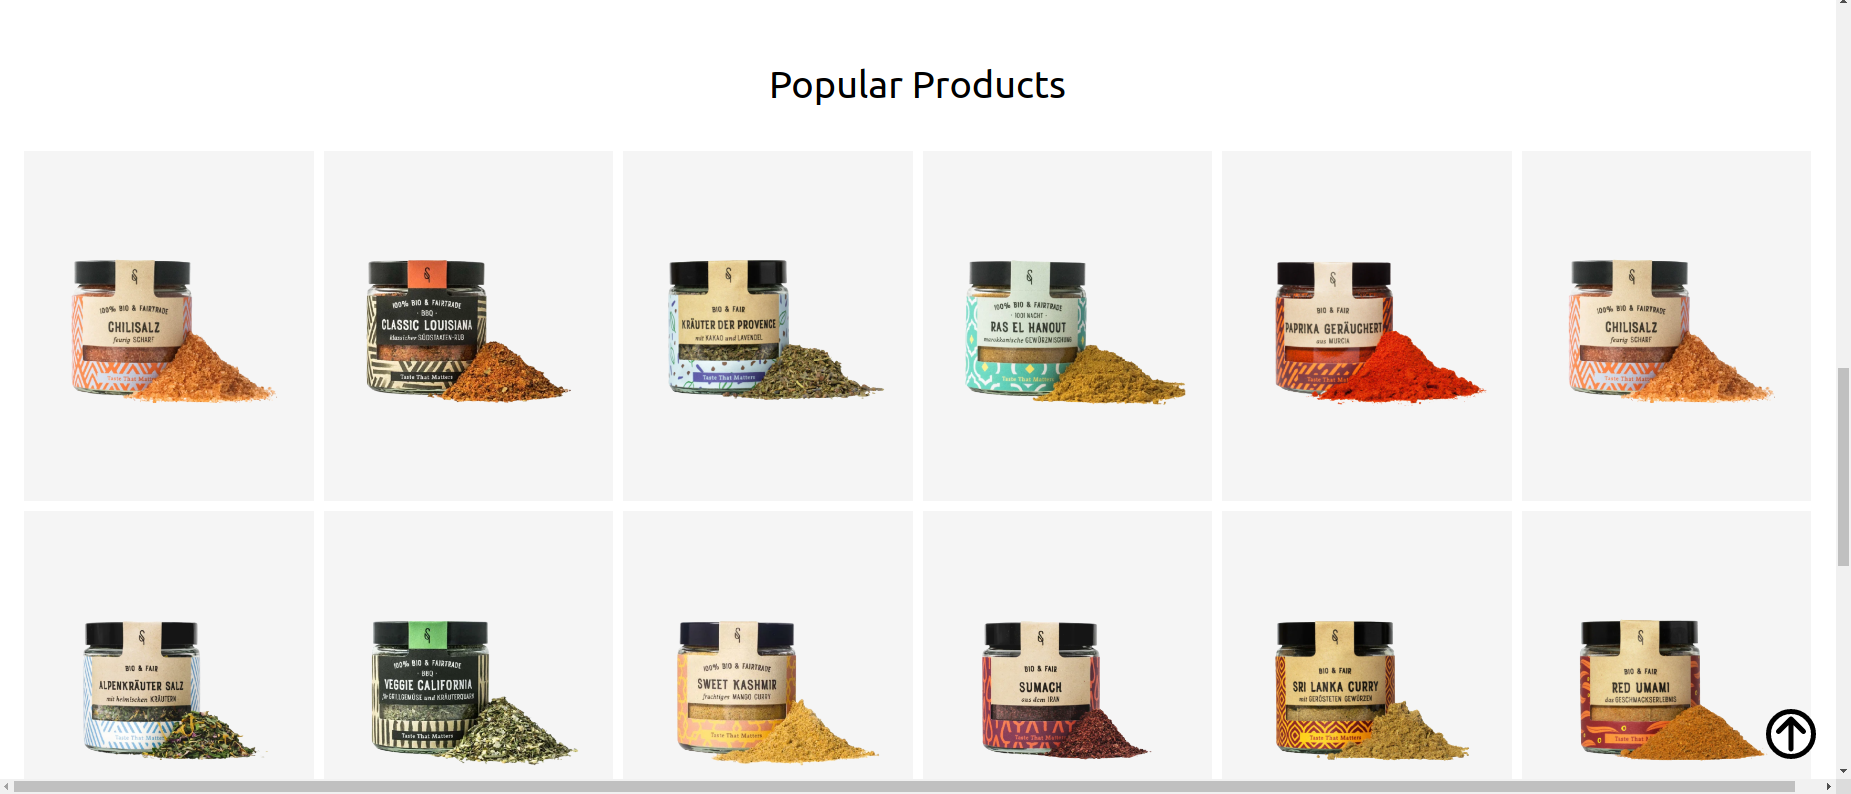 Popular Products
100% BIO & FAIRTRADE
CHILISALZ
feurig SCHARF
Taste That Matters
100% BIO & FAIRTRADE
· BBQ ·
CLASSIC LOUISIANA
klassischer SÜDSTAATEN-RUB
Taste That Matters
BIO & FAIR
KRÄUTER DER PROVENCE
mit KAKAO und LAVENDEL
Taste That Matters
100% BIO & FAIRTRADE
· 1001 NACHT ·
RAS EL HANOUT
marokkanische GEWÜRZMISCHUNG
Taste That Matters
BIO & FAIR
PAPRIKA GERÄUCHERT
aus MURCIA
Taste That Mat
100% BIO & FAIRTRADE
CHILISALZ
feurig SCHARF
Taste That Matters
BIO & FAIR
ALPENKRÄUTER SALZ
mit heimischen KRÄUTERN
Taste That Mat
100% BIO & FAIRTRADE
· BBQ ·
VEGGIE CALIFORNIA
für GRILLGEMÜSE und KRÄUTERQUARK
Taste That Matters
100% BIO & FAIRTRADE
SWEET KASHMIR
fruchtiges MANGO CURRY
Taste That Matters
BIO & FAIR
SUMACH
aus dem IRAN
Taste That Mat
BIO & FAIR
SRI LANKA CURRY
mit GERÖSTETEN GEWÜRZEN
Taste That Matters
BIO & FAIR
RED UMAMI
das GESCHMACKSERLEBNIS
Taste That M